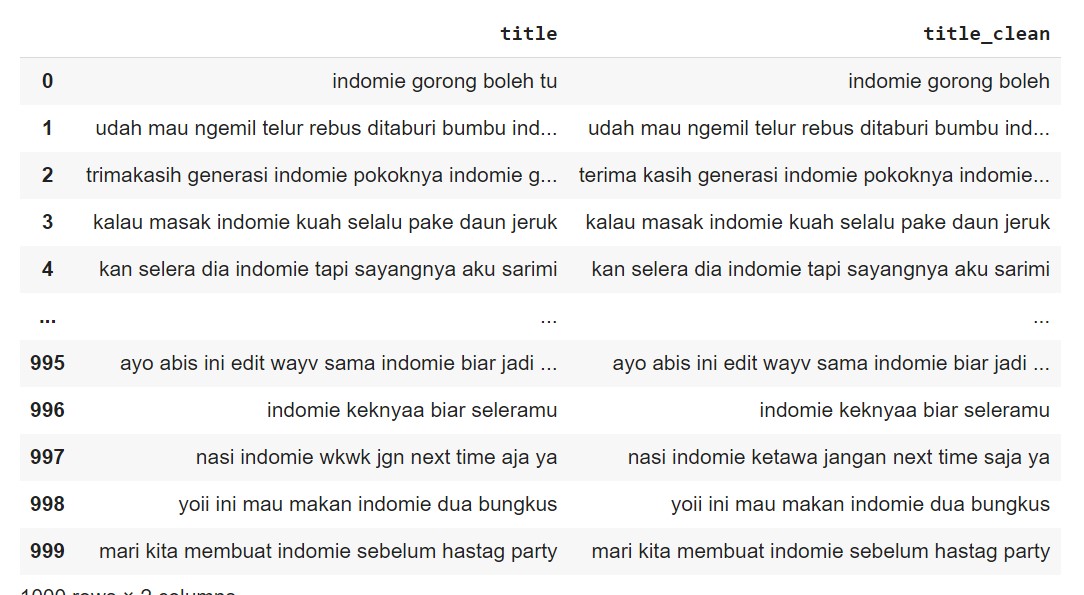 title title_clean
0 indomie gorong boleh tu indomie gorong boleh
1 udah mau ngemil telur rebus ditaburi bumbu ind... udah mau ngemil telur rebus ditaburi bumbu ind...
2 trimakasih generasi indomie pokoknya indomie g... terima kasih generasi indomie pokoknya indomie...
3 kalau masak indomie kuah selalu pake daun jeruk kalau masak indomie kuah selalu pake daun jeruk
4 kan selera dia indomie tapi sayangnya aku sarimi kan selera dia indomie tapi sayangnya aku sarimi
... ... ...
995 ayo abis ini edit wayv sama indomie biar jadi ... ayo abis ini edit wayv sama indomie biar jadi ...
996 indomie keknyaa biar seleramu indomie keknyaa biar seleramu
997 nasi indomie wkwk jgn next time aja ya nasi indomie ketawa jangan next time saja ya
998 yoii ini mau makan indomie dua bungkus yoii ini mau makan indomie dua bungkus
999 mari kita membuat indomie sebelum hastag party mari kita membuat indomie sebelum hastag party
1000 rows × 2 columns